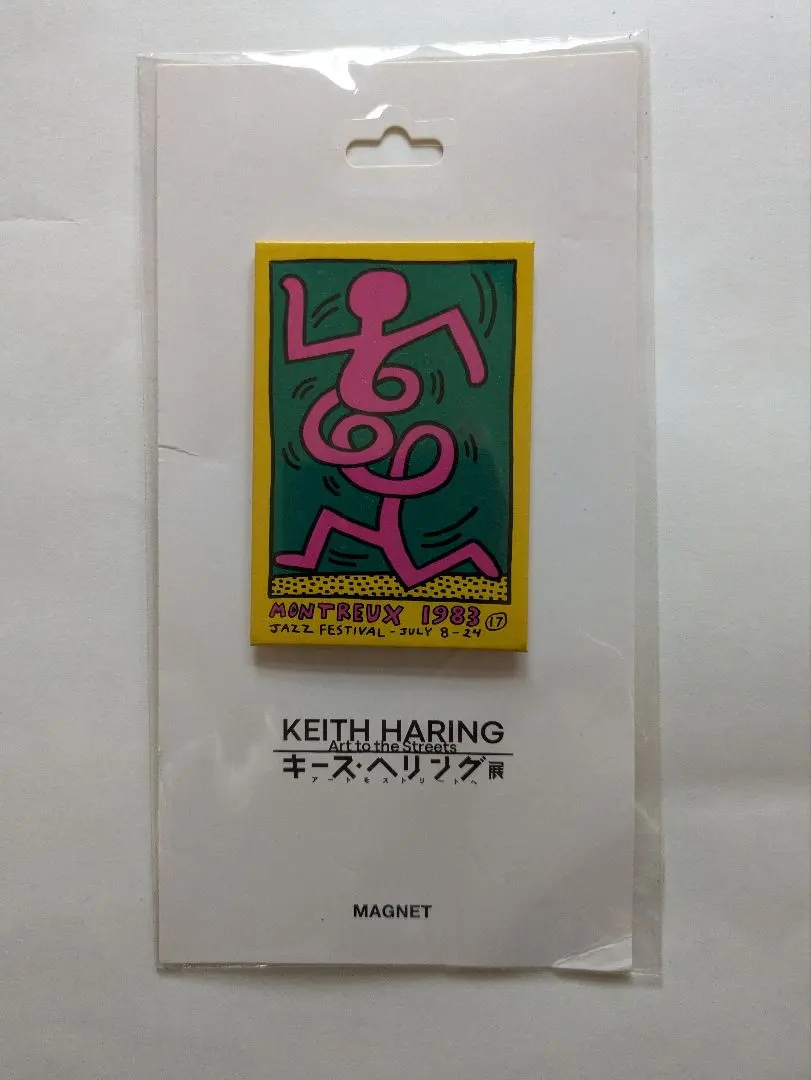 MONTREUX 1983 17
JAZZ FESTIVAL - JULY 8 - 24
KEITH HARING
Art to the Streets
キース・ヘリング展
アートをストリートへ
MAGNET